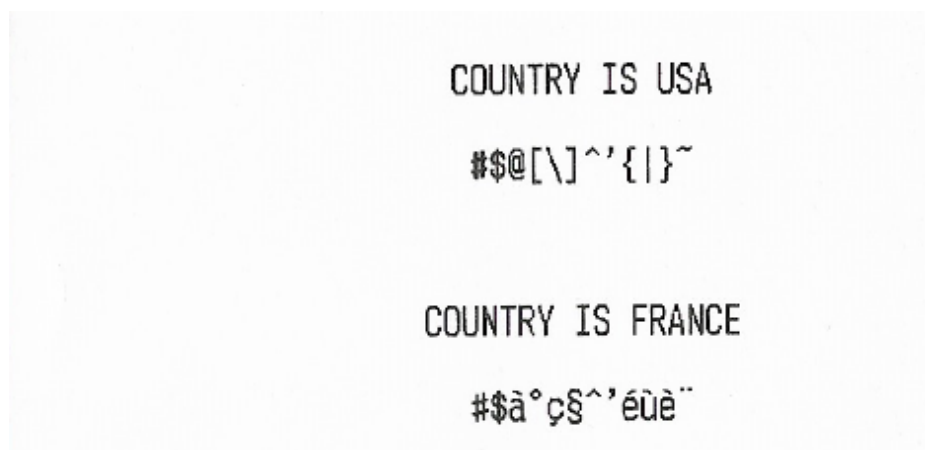 COUNTRY IS USA
#$@[\]^'{|}~
COUNTRY IS FRANCE
#$à°ç§^'éùè¨